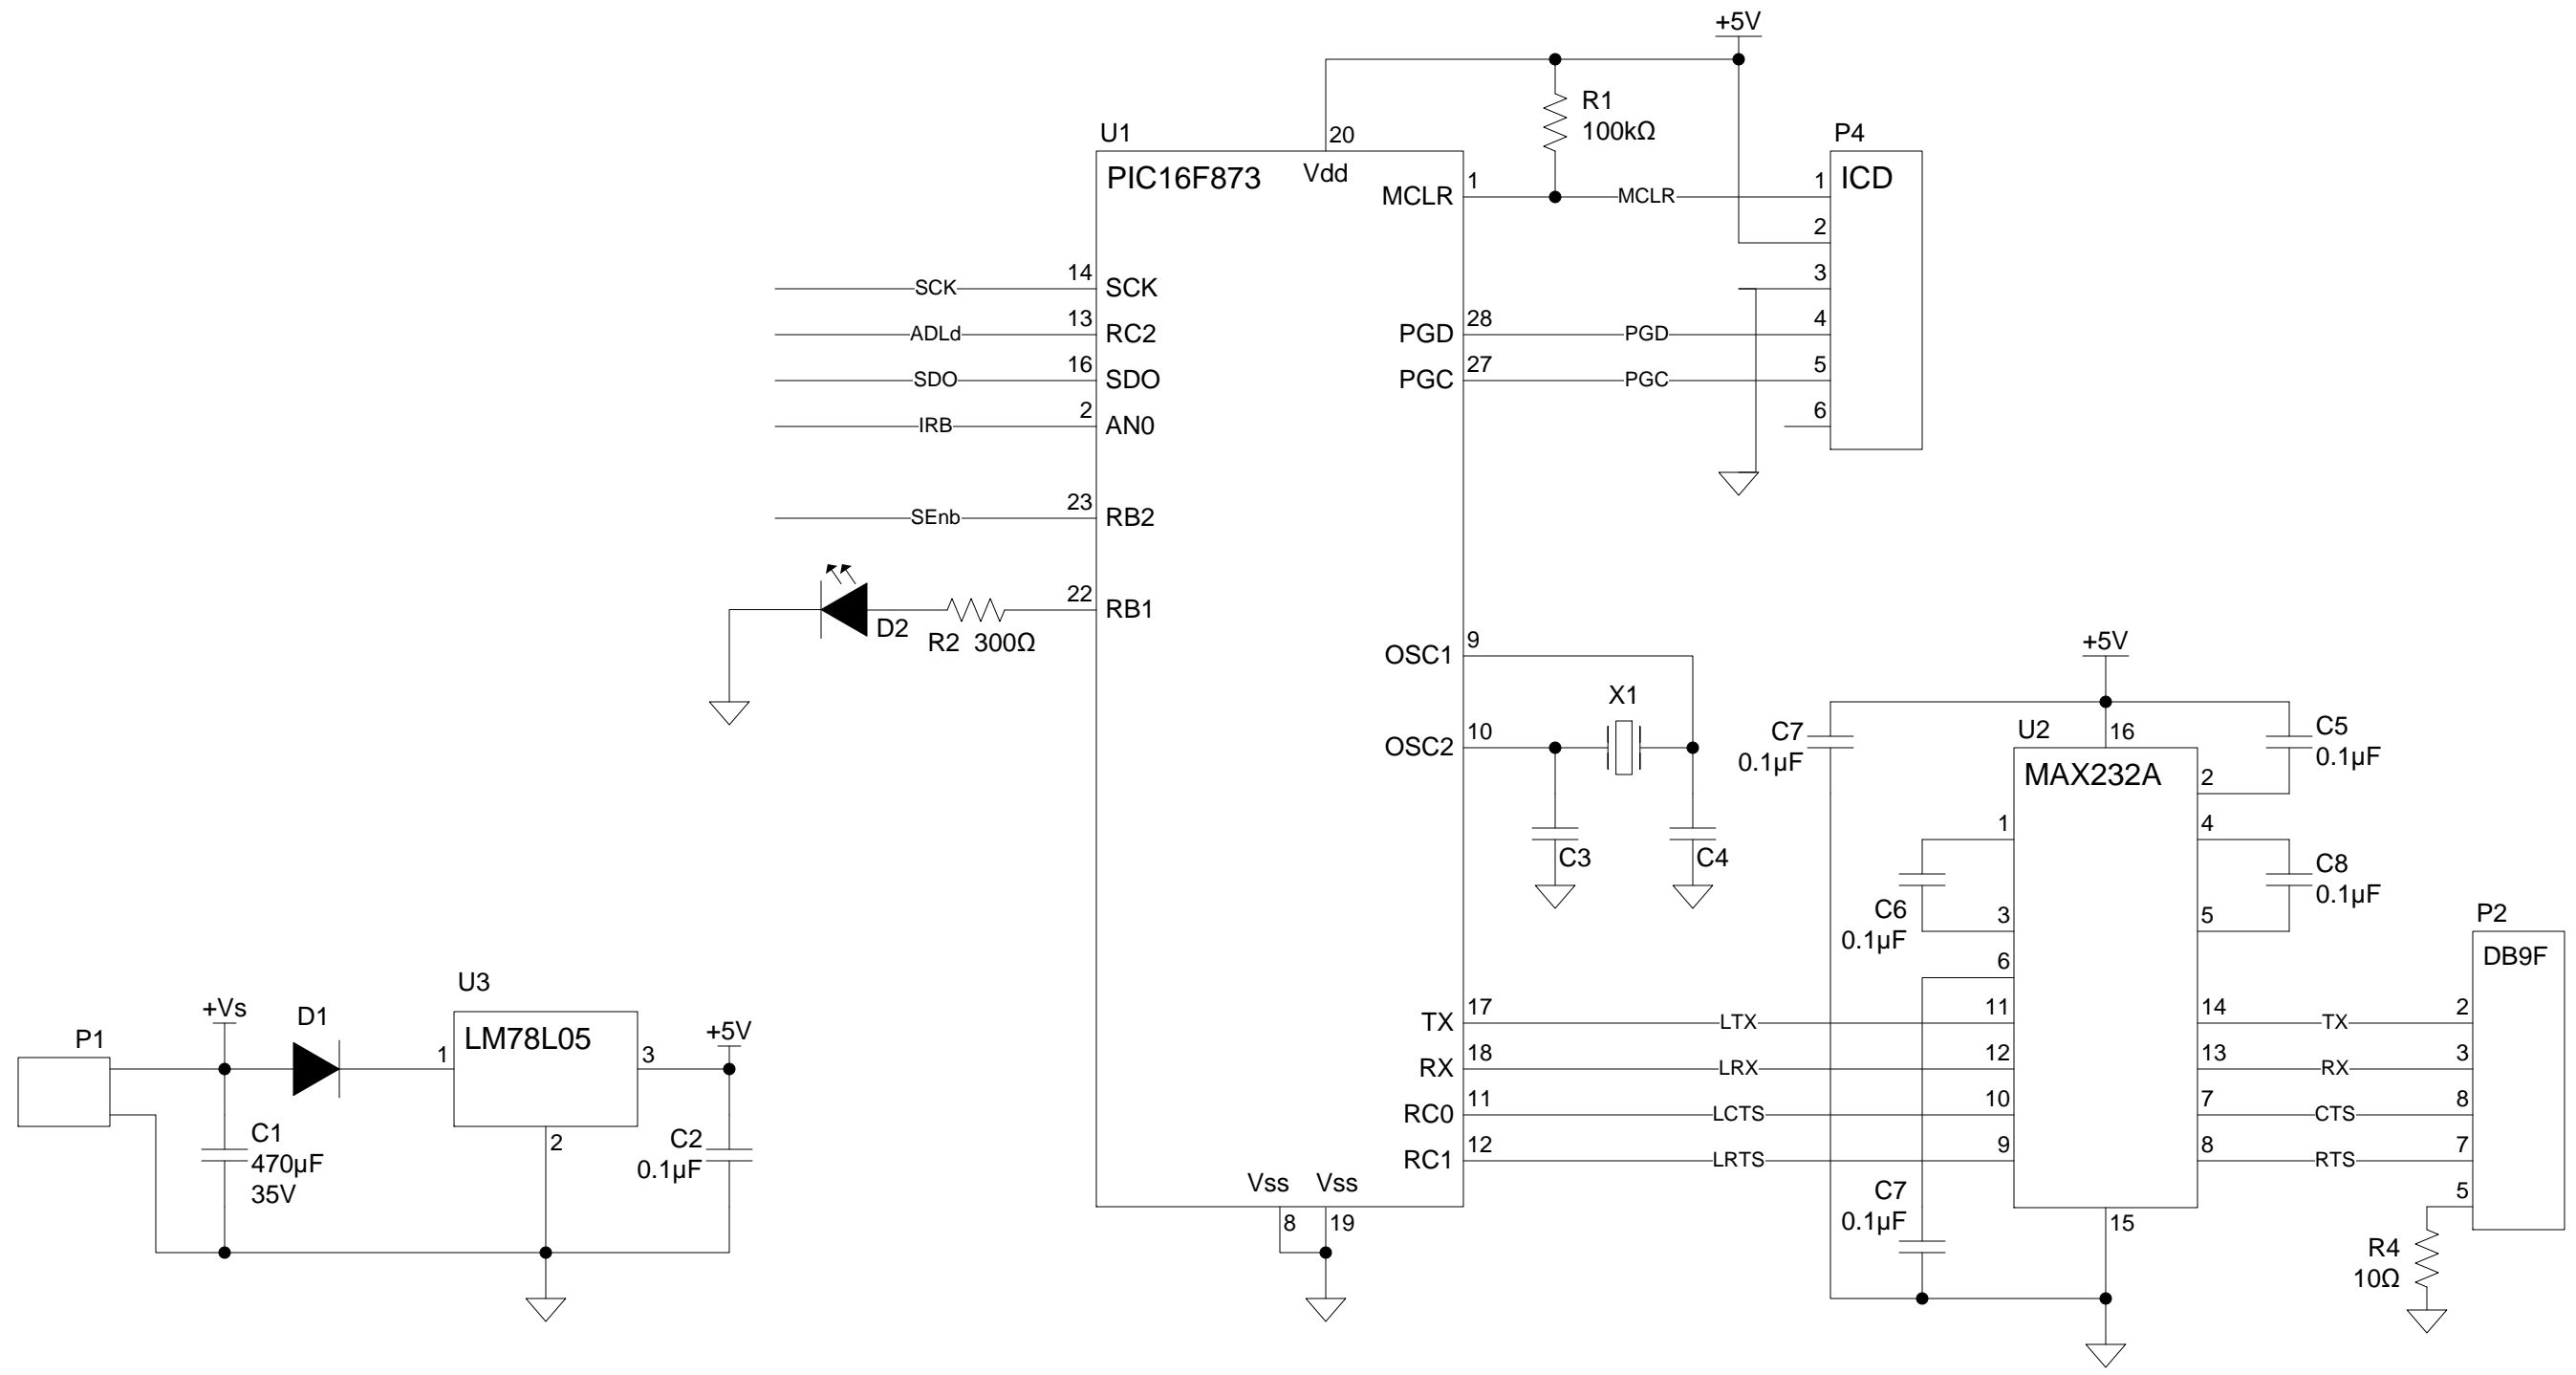 +5V
R1
100kΩ
U1
20
P4
PIC16F873
Vdd
MCLR
1
MCLR
1
ICD
2
SCK
14
SCK
3
ADLd
13
RC2
PGD
28
PGD
4
SDO
16
SDO
PGC
27
PGC
5
IRB
2
AN0
6
SEnb
23
RB2
22
RB1
D2
R2 300Ω
OSC1
9
+5V
X1
OSC2
10
C7
0.1µF
U2
16
C5
0.1µF
MAX232A
2
1
4
C3
C4
C8
0.1µF
C6
0.1µF
3
5
P2
DB9F
6
U3
+Vs
D1
P1
1
LM78L05
3
+5V
TX
17
LTX
11
14
TX
2
RX
18
LRX
12
13
RX
3
RC0
11
LCTS
10
7
CTS
8
RC1
12
LRTS
9
8
RTS
7
C1
470µF
35V
2
C2
0.1µF
Vss Vss
8
19
C7
0.1µF
15
5
R4
10Ω